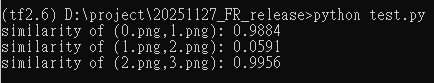 (tf2.6) D:\project\20251127_FR_release>python test.py
similarity of (0.png,1.png): 0.9884
similarity of (1.png,2.png): 0.0591
similarity of (2.png,3.png): 0.9956